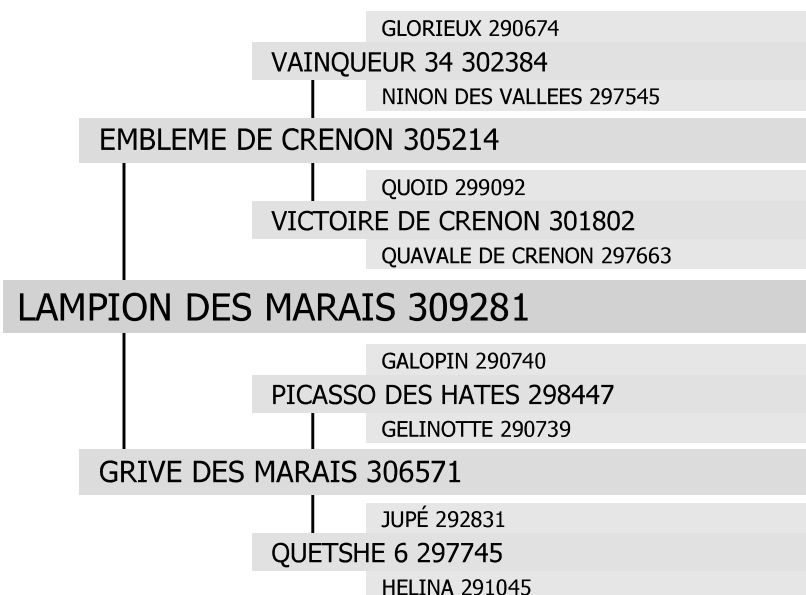 GLORIEUX 290674
VAINQUEUR 34 302384
NINON DES VALLEES 297545
EMBLEME DE CRENON 305214
QUOID 299092
VICTOIRE DE CRENON 301802
QUAVALE DE CRENON 297663
LAMPION DES MARAIS 309281
GALOPIN 290740
PICASSO DES HATES 298447
GELINOTTE 290739
GRIVE DES MARAIS 306571
JUPÉ 292831
QUETSHE 6 297745
HELINA 291045